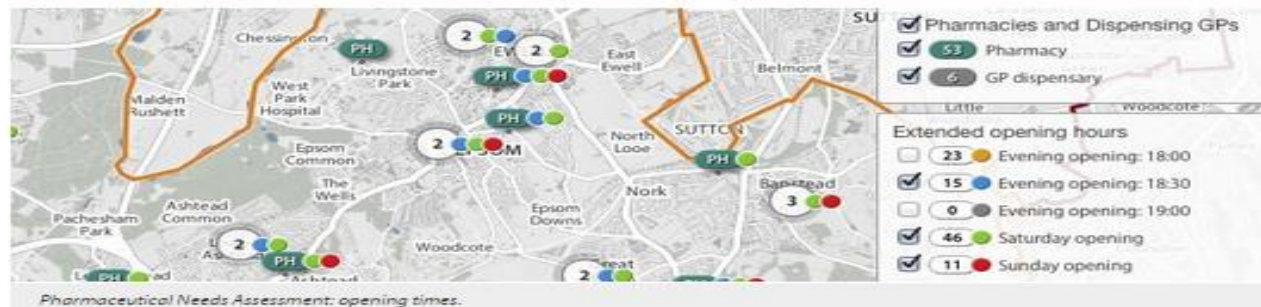 Chessington
Malden
Rushett
West
Park
Hospital
PH
Livingstone
Park
2
2
East
Ewell
PH
Belmont
PH
North
Looe
SUTTON
PH
2
Epsom
Common
The
Wells
Nork
Banstead
3
Epsom
Downs
Pachesham
Park
Ashtead
Common
2
PH
Ashtead
Woodcote
2
PH
PH
Pharmacies and Dispensing GPs
53 Pharmacy
6 GP dispensary
Little
Woodcote
Extended opening hours
23 Evening opening: 18:00
15 Evening opening: 18:30
0 Evening opening: 19:00
46 Saturday opening
11 Sunday opening
Pharmaceutical Needs Assessment: opening times.